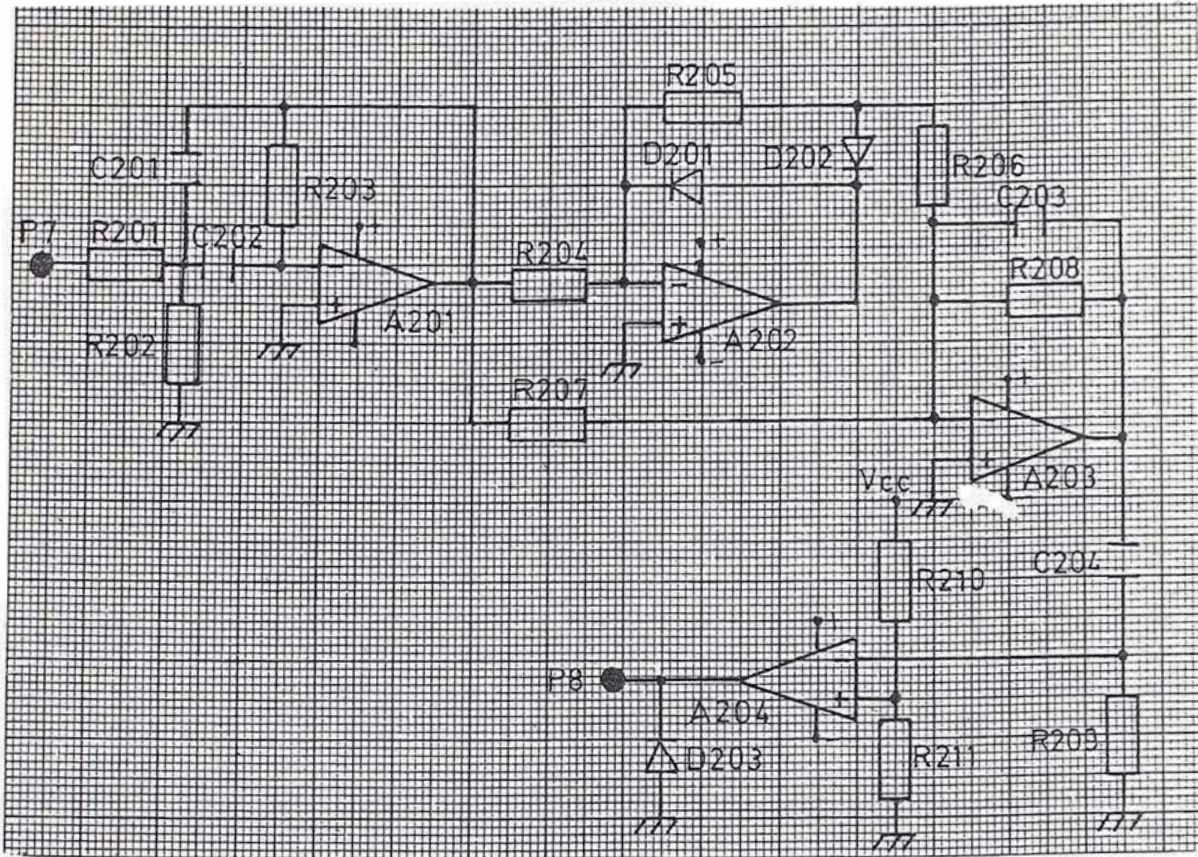 R205
C201
R203
D201
D202
R206
C203
P7
R201
C202
R204
R208
+
-
+
-
+
+
A201
+
A202
-
R202
R207
+
-
+
A203
Vcc
R210
C204
+
-
P8
+
A204
-
D203
R211
R209